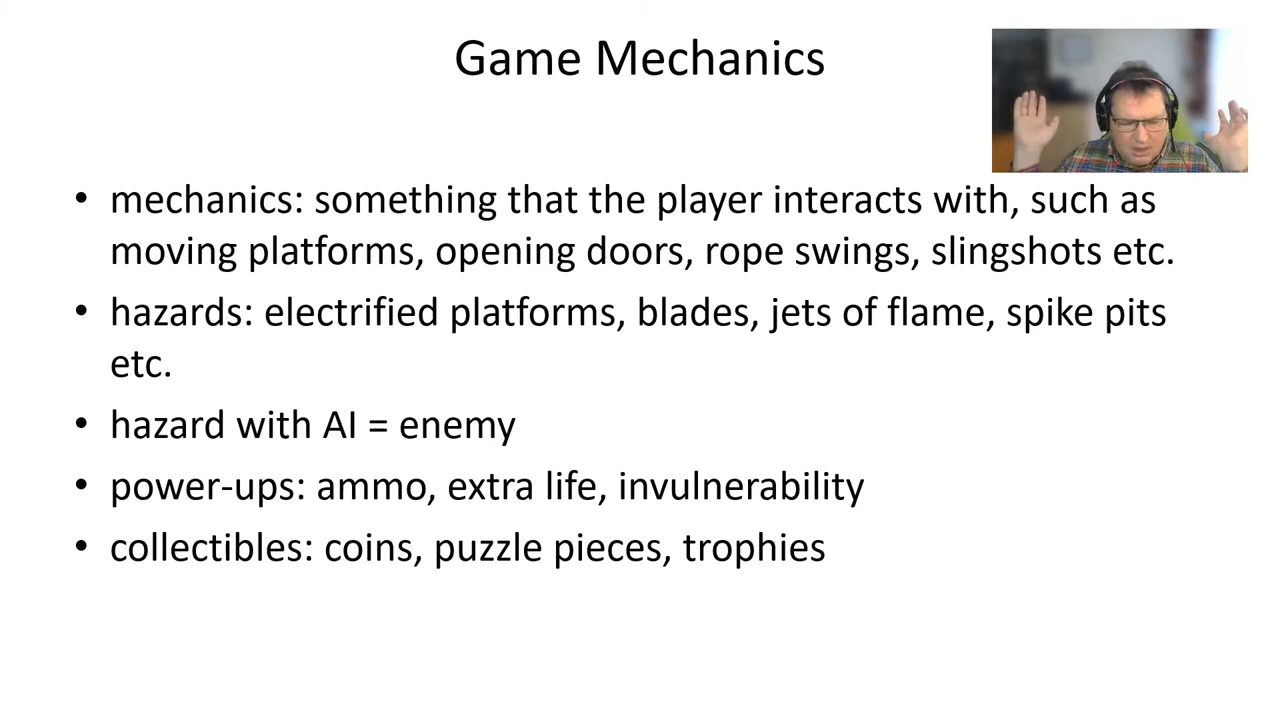 Game Mechanics
• mechanics: something that the player interacts with, such as
moving platforms, opening doors, rope swings, slingshots etc.
• hazards: electrified platforms, blades, jets of flame, spike pits
etc.
• hazard with AI = enemy
• power-ups: ammo, extra life, invulnerability
• collectibles: coins, puzzle pieces, trophies